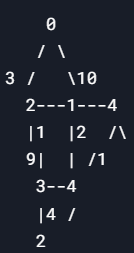 0
   / \
3 /   \10
  2---1---4
  |1  |2  /\
  9|  | /1
   3--4
   |4 /
   2